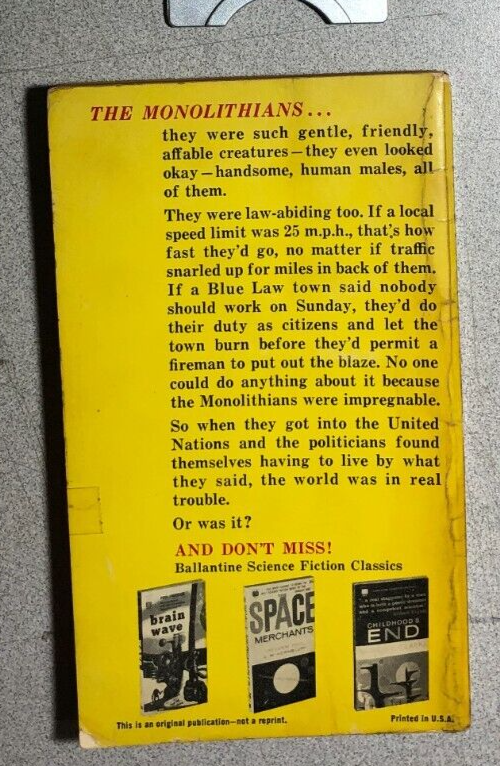 THE MONOLITHIANS...
they were such gentle, friendly,
affable creatures—they even looked
okay—handsome, human males, all
of them.
They were law-abiding too. If a local
speed limit was 25 m.p.h., that's how
fast they'd go, no matter if traffic
snarled up for miles in back of them.
If a Blue Law town said nobody
should work on Sunday, they'd do
their duty as citizens and let the
town burn before they'd permit a
fireman to put out the blaze. No one
could do anything about it because
the Monolithians were impregnable.
So when they got into the United
Nations and the politicians found
themselves having to live by what
they said, the world was in real
trouble.
Or was it?
AND DON'T MISS!
Ballantine Science Fiction Classics
brain
wave
SPACE
MERCHANTS
CHILDHOOD'S
END
This is an original publication—not a reprint.
Printed in U.S.A.